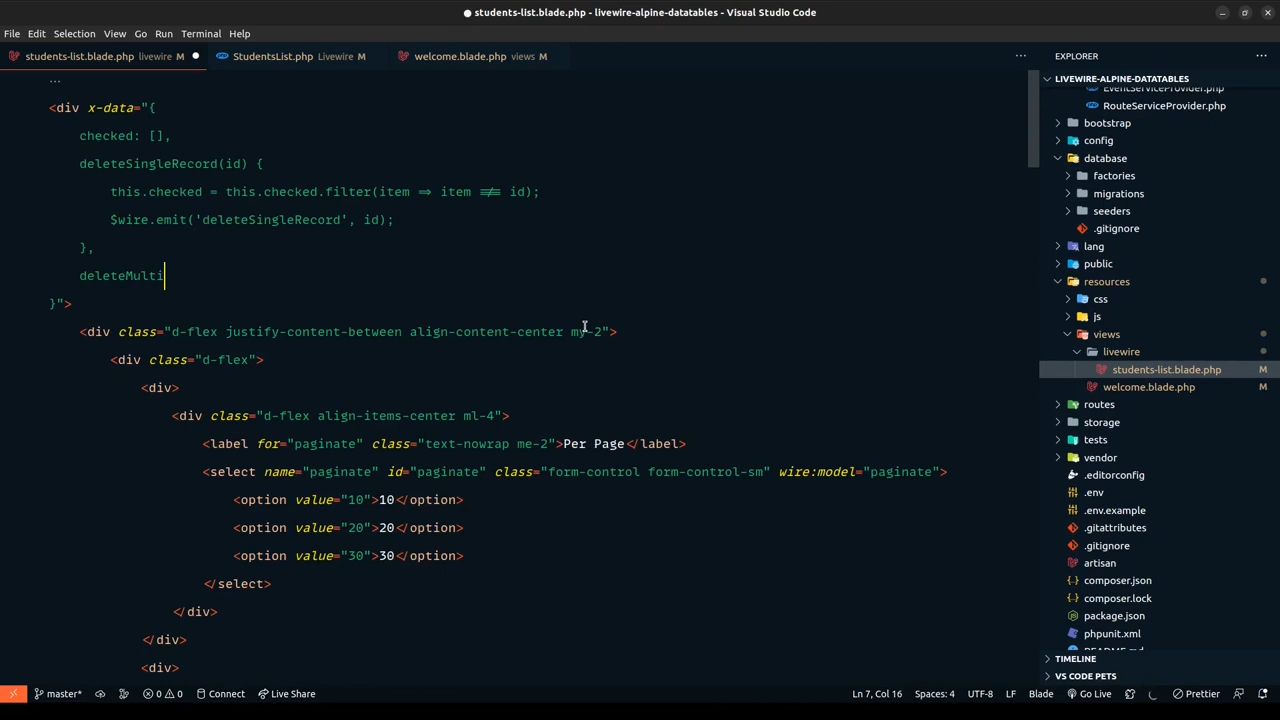 students-list.blade.php - livewire-alpine-datatables - Visual Studio Code
File Edit Selection View Go Run Terminal Help
students-list.blade.php livewire M
StudentsList.php Livewire M
welcome.blade.php views M
...
<div x-data="{
checked: [],
deleteSingleRecord(id) {
this.checked = this.checked.filter(item => item !== id);
$wire.emit('deleteSingleRecord', id);
},
deleteMulti
}">
<div class="d-flex justify-content-between align-content-center my-2">
<div class="d-flex">
<div>
<div class="d-flex align-items-center ml-4">
<label for="paginate" class="text-nowrap me-2">Per Page</label>
<select name="paginate" id="paginate" class="form-control form-control-sm" wire:model="paginate">
<option value="10">10</option>
<option value="20">20</option>
<option value="30">30</option>
</select>
</div>
</div>
<div>
EXPLORER
LIVEWIRE-ALPINE-DATATABLES
EventServiceProvider.php
RouteServiceProvider.php
bootstrap
config
database
factories
migrations
seeders
.gitignore
lang
public
resources
css
js
views
livewire
students-list.blade.php M
welcome.blade.php M
routes
storage
tests
vendor
.editorconfig
.env
.env.example
.gitattributes
.gitignore
artisan
composer.json
composer.lock
package.json
phpunit.xml
README.md
TIMELINE
VS CODE PETS
master* 0 0 Connect Live Share Ln 7, Col 16 Spaces: 4 UTF-8 LF Blade Go Live Prettier